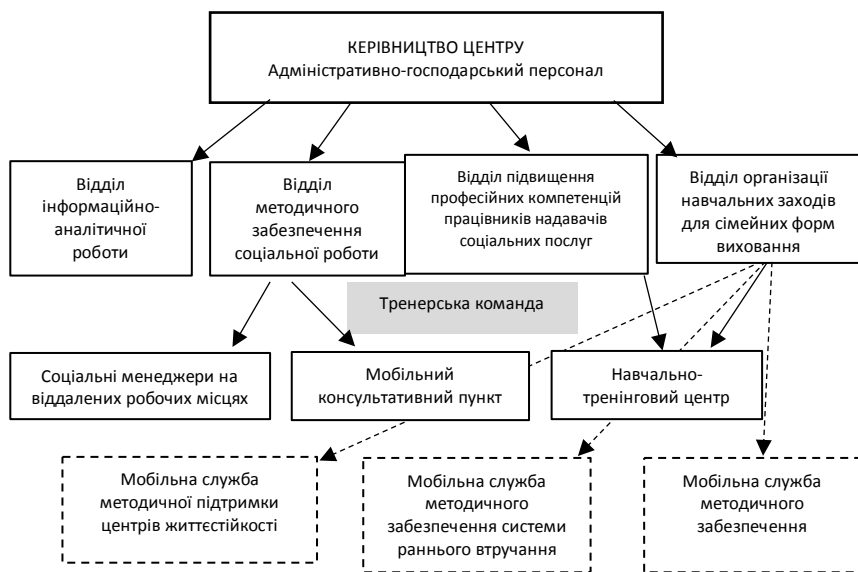 КЕРІВНИЦТВО ЦЕНТРУ
Адміністративно-господарський персонал
Відділ
інформаційно-
аналітичної
роботи
Відділ
методичного
забезпечення
соціальної роботи
Відділ підвищення
професійних компетенцій
працівників надавачів
соціальних послуг
Відділ організації
навчальних заходів
для сімейних форм
виховання
Тренерська команда
Соціальні менеджери на
віддалених робочих місцях
Мобільний
консультативний пункт
Навчально-
тренінговий центр
Мобільна служба
методичної підтримки
центрів життєстійкості
Мобільна служба
методичного
забезпечення системи
раннього втручання
Мобільна служба
методичного
забезпечення